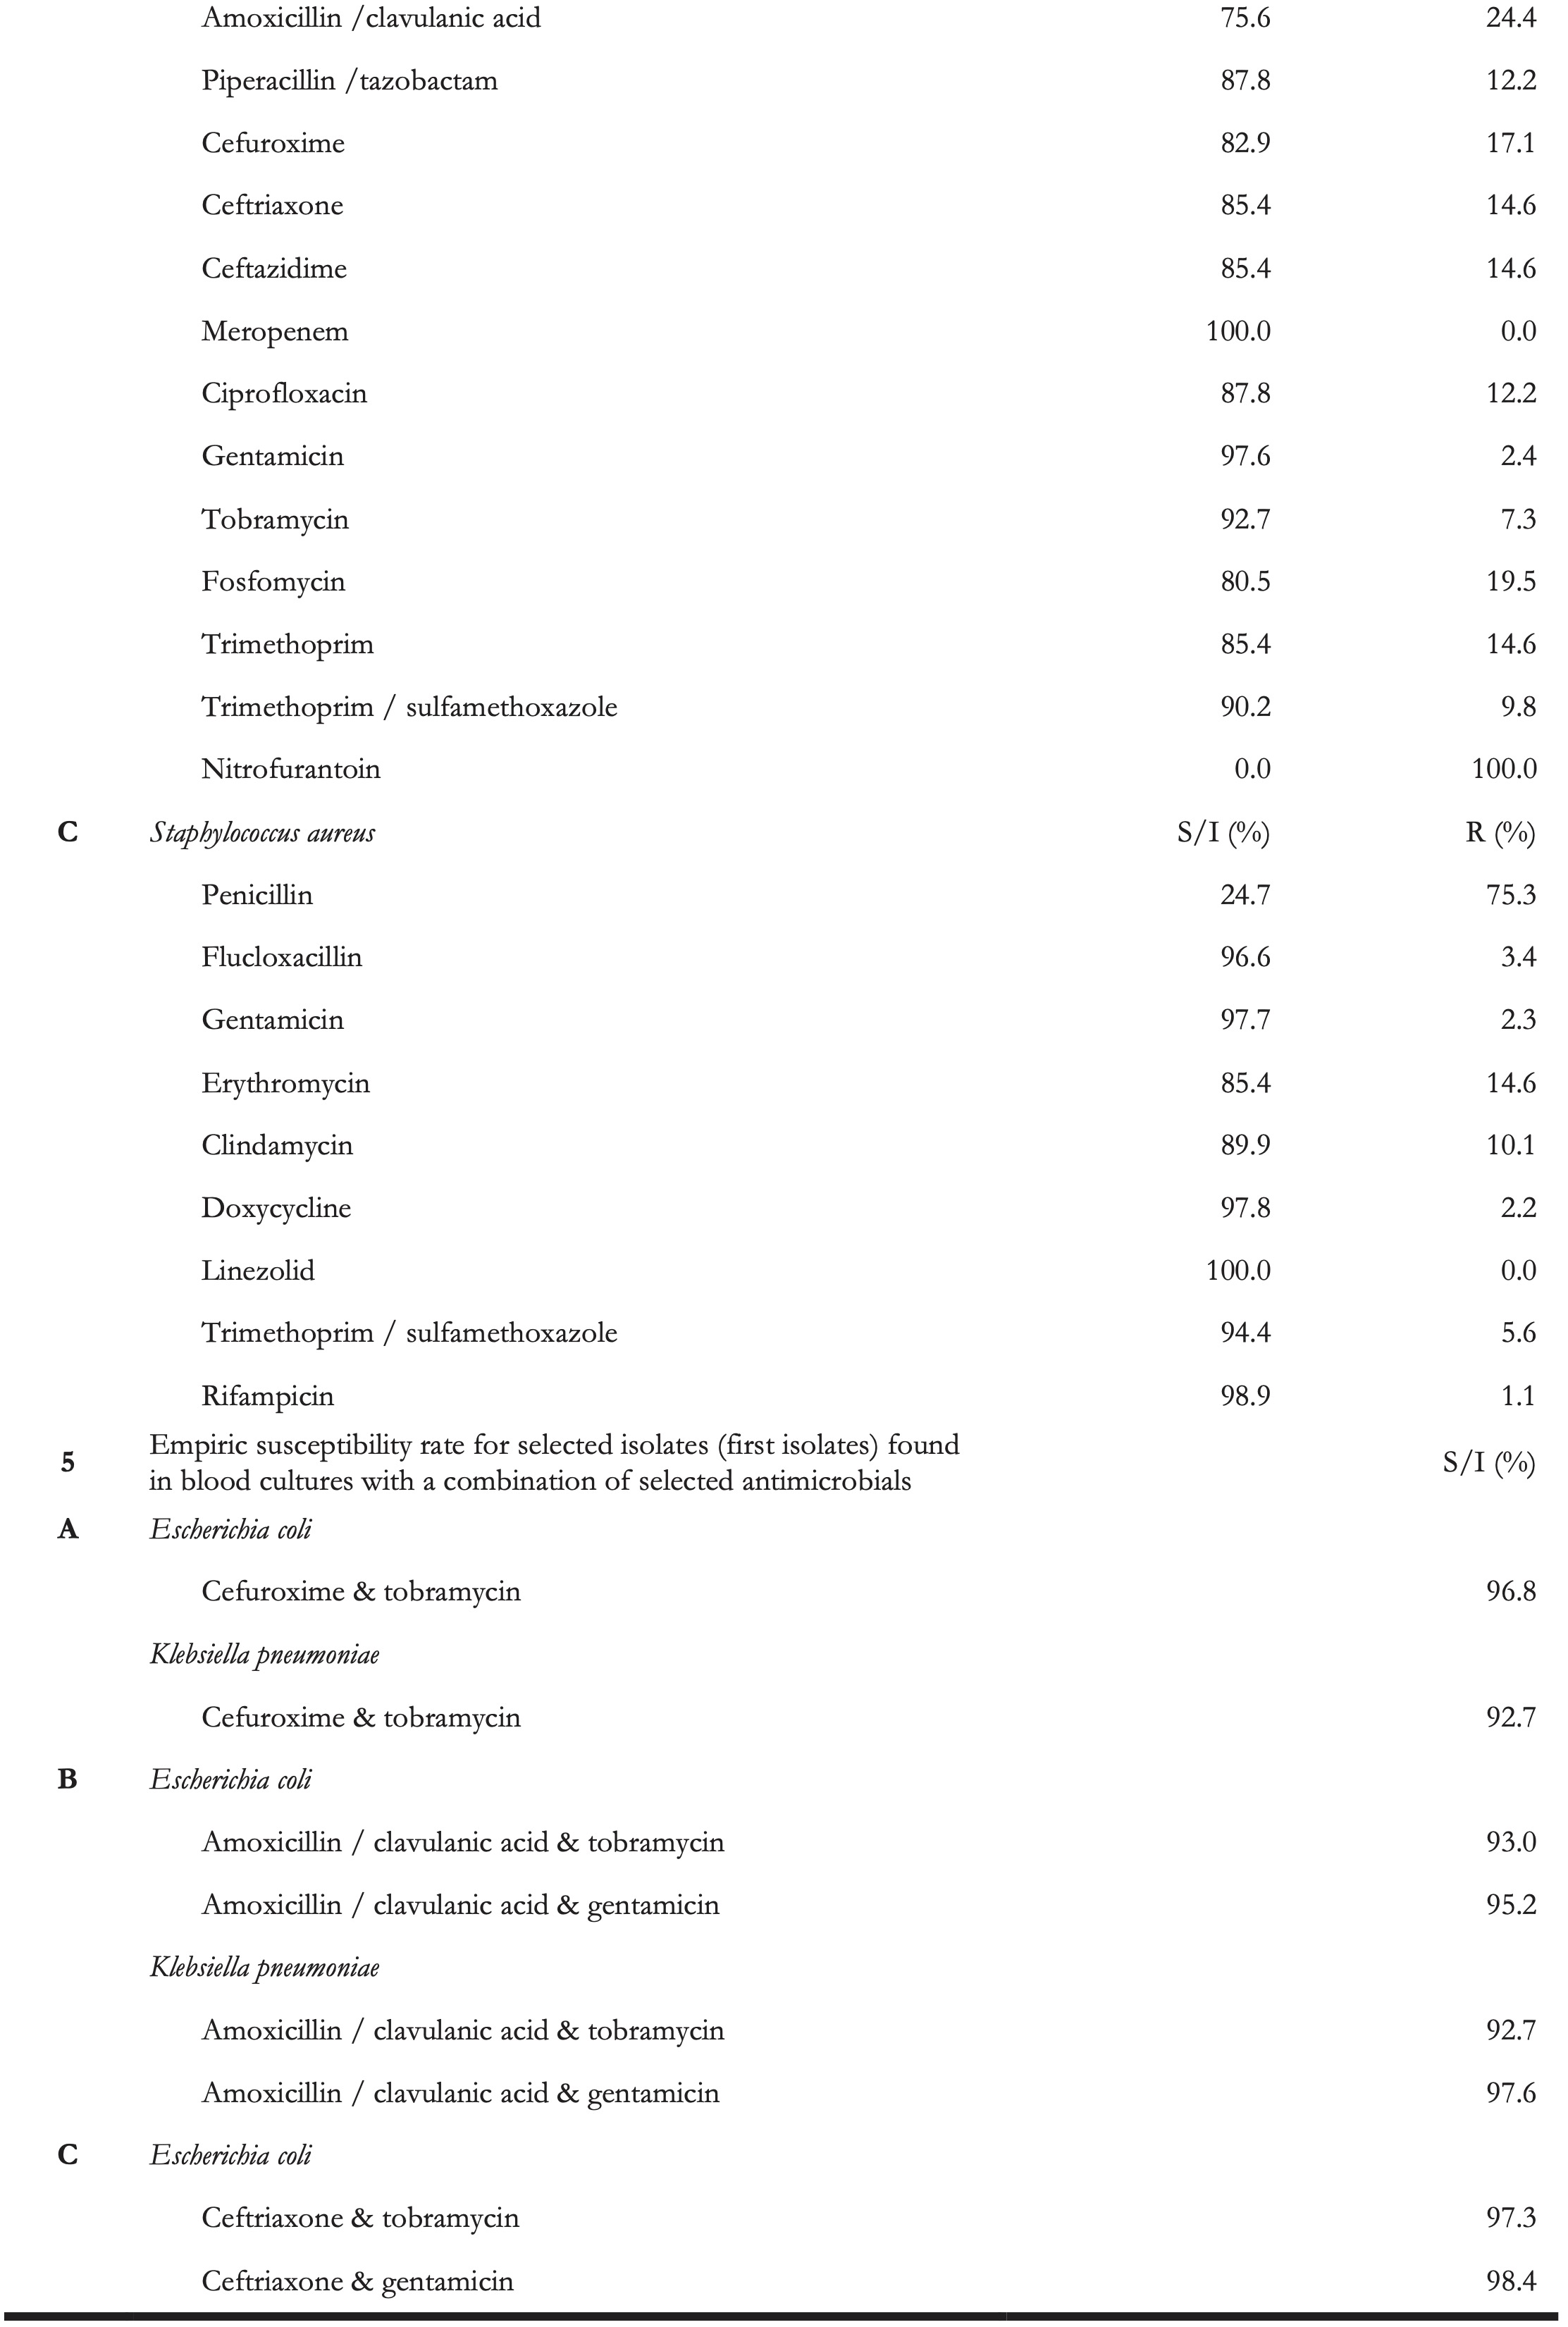 Amoxicillin /clavulanic acid 75.6 24.4
Piperacillin /tazobactam 87.8 12.2
Cefuroxime 82.9 17.1
Ceftriaxone 85.4 14.6
Ceftazidime 85.4 14.6
Meropenem 100.0 0.0
Ciprofloxacin 87.8 12.2
Gentamicin 97.6 2.4
Tobramycin 92.7 7.3
Fosfomycin 80.5 19.5
Trimethoprim 85.4 14.6
Trimethoprim / sulfamethoxazole 90.2 9.8
Nitrofurantoin 0.0 100.0
C Staphylococcus aureus S/I (%) R (%)
Penicillin 24.7 75.3
Flucloxacillin 96.6 3.4
Gentamicin 97.7 2.3
Erythromycin 85.4 14.6
Clindamycin 89.9 10.1
Doxycycline 97.8 2.2
Linezolid 100.0 0.0
Trimethoprim / sulfamethoxazole 94.4 5.6
Rifampicin 98.9 1.1
5 Empiric susceptibility rate for selected isolates (first isolates) found
in blood cultures with a combination of selected antimicrobials S/I (%)
A Escherichia coli
Cefuroxime & tobramycin 96.8
Klebsiella pneumoniae
Cefuroxime & tobramycin 92.7
B Escherichia coli
Amoxicillin / clavulanic acid & tobramycin 93.0
Amoxicillin / clavulanic acid & gentamicin 95.2
Klebsiella pneumoniae
Amoxicillin / clavulanic acid & tobramycin 92.7
Amoxicillin / clavulanic acid & gentamicin 97.6
C Escherichia coli
Ceftriaxone & tobramycin 97.3
Ceftriaxone & gentamicin 98.4